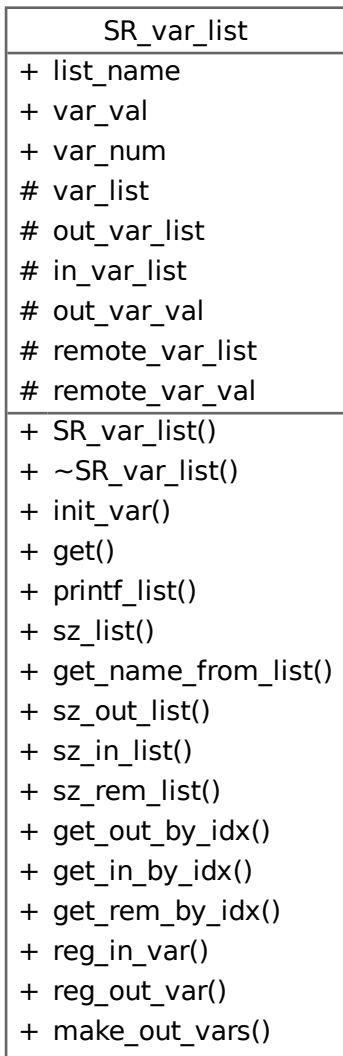 SR_var_list
+ list_name
+ var_val
+ var_num
# var_list
# out_var_list
# in_var_list
# out_var_val
# remote_var_list
# remote_var_val
+ SR_var_list()
+ ~SR_var_list()
+ init_var()
+ get()
+ printf_list()
+ sz_list()
+ get_name_from_list()
+ sz_out_list()
+ sz_in_list()
+ sz_rem_list()
+ get_out_by_idx()
+ get_in_by_idx()
+ get_rem_by_idx()
+ reg_in_var()
+ reg_out_var()
+ make_out_vars()